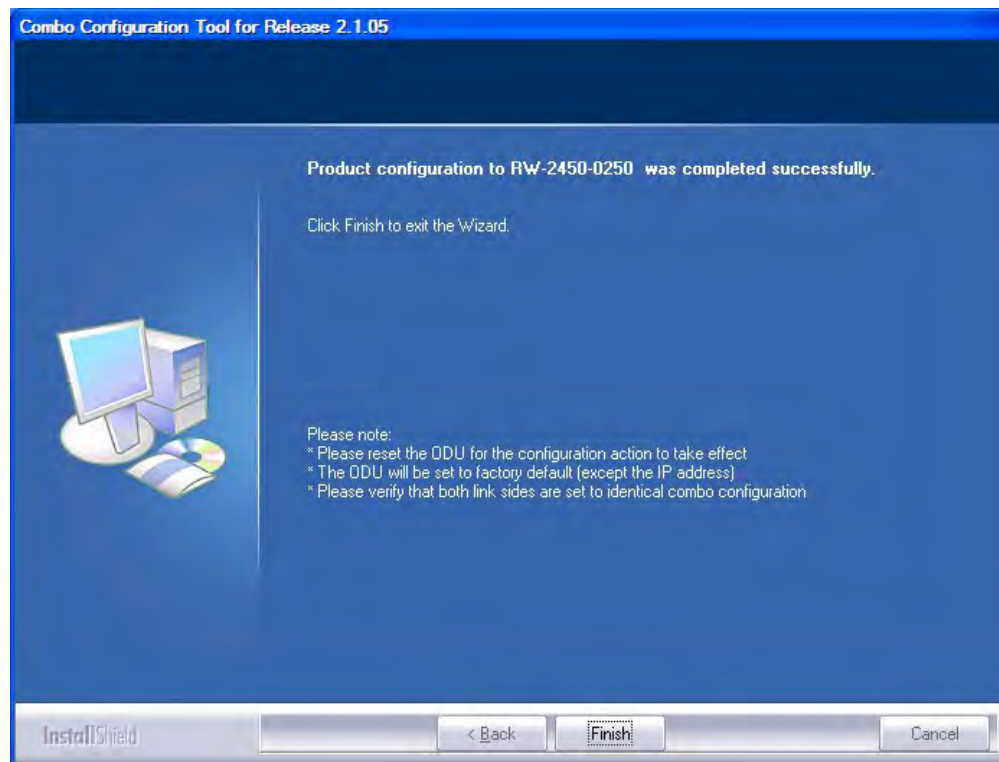 Combo Configuration Tool for Release 2.1.05
Product configuration to RW-2450-0250 was completed successfully.
Click Finish to exit the Wizard.
Please note:
* Please reset the ODU for the configuration action to take effect
* The ODU will be set to factory default (except the IP address)
* Please verify that both link sides are set to identical combo configuration
InstallShield
< Back
Finish
Cancel